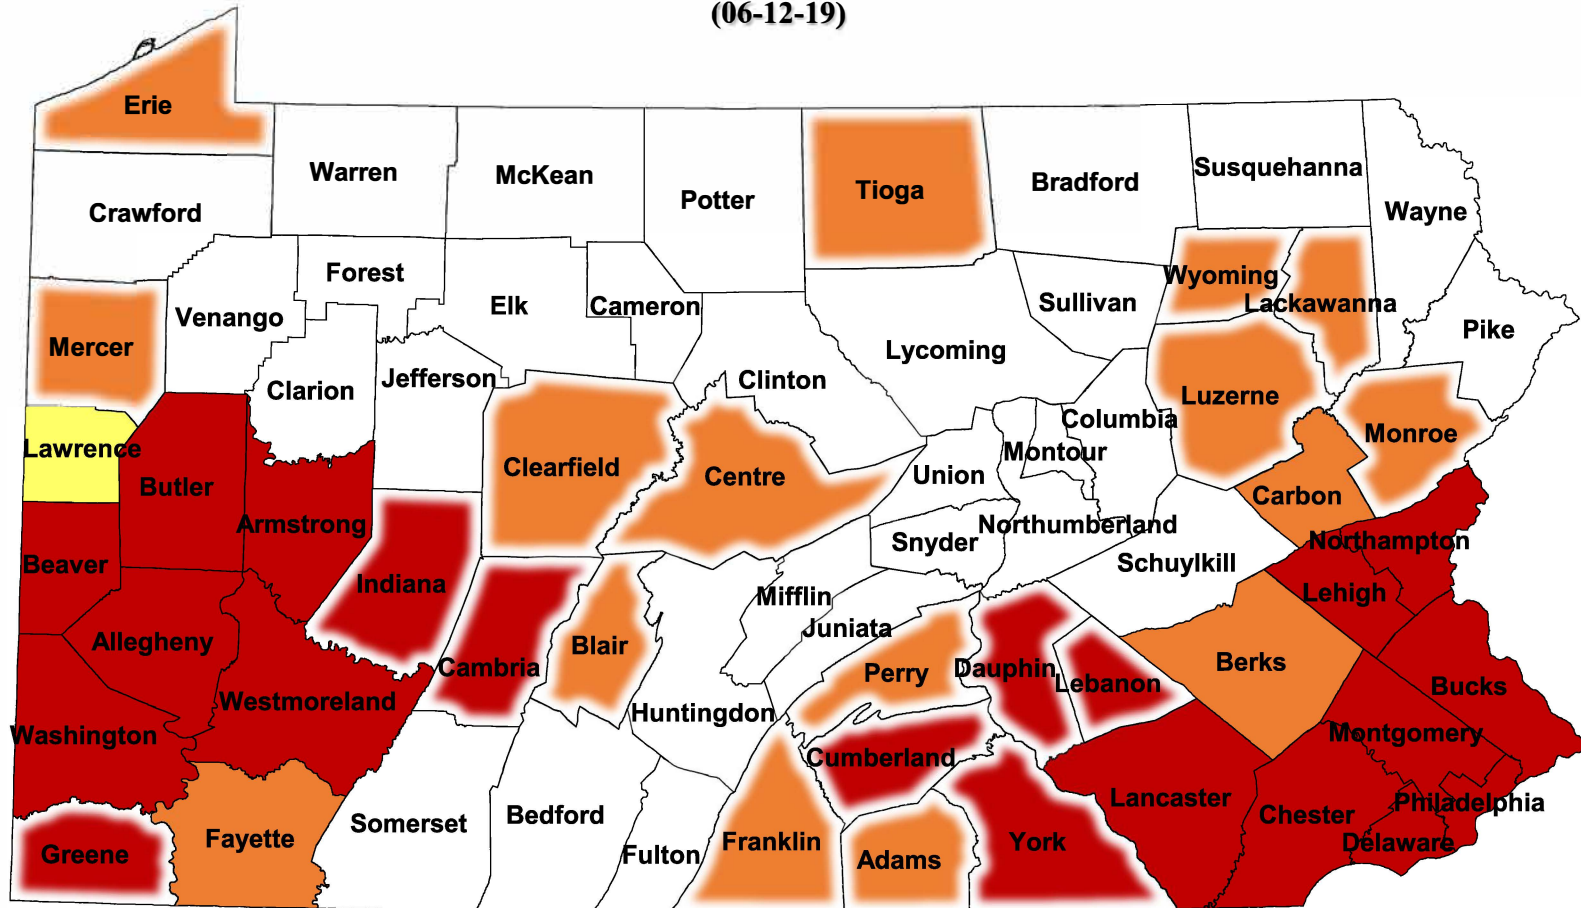 (06-12-19)
Erie
Warren
McKean
Potter
Tioga
Bradford
Susquehanna
Wayne
Crawford
Forest
Elk
Cameron
Sullivan
Wyoming
Lackawanna
Pike
Mercer
Venango
Clarion
Jefferson
Clinton
Lycoming
Columbia
Luzerne
Monroe
Lawrence
Butler
Armstrong
Clearfield
Centre
Union
Montour
Carbon
Beaver
Indiana
Snyder
Northumberland
Schuylkill
Northampton
Lehigh
Allegheny
Cambria
Blair
Mifflin
Juniata
Perry
Dauphin
Lebanon
Berks
Bucks
Westmoreland
Huntingdon
Washington
Cumberland
Montgomery
Greene
Fayette
Somerset
Bedford
Fulton
Franklin
Adams
York
Lancaster
Chester
Philadelphia
Delaware